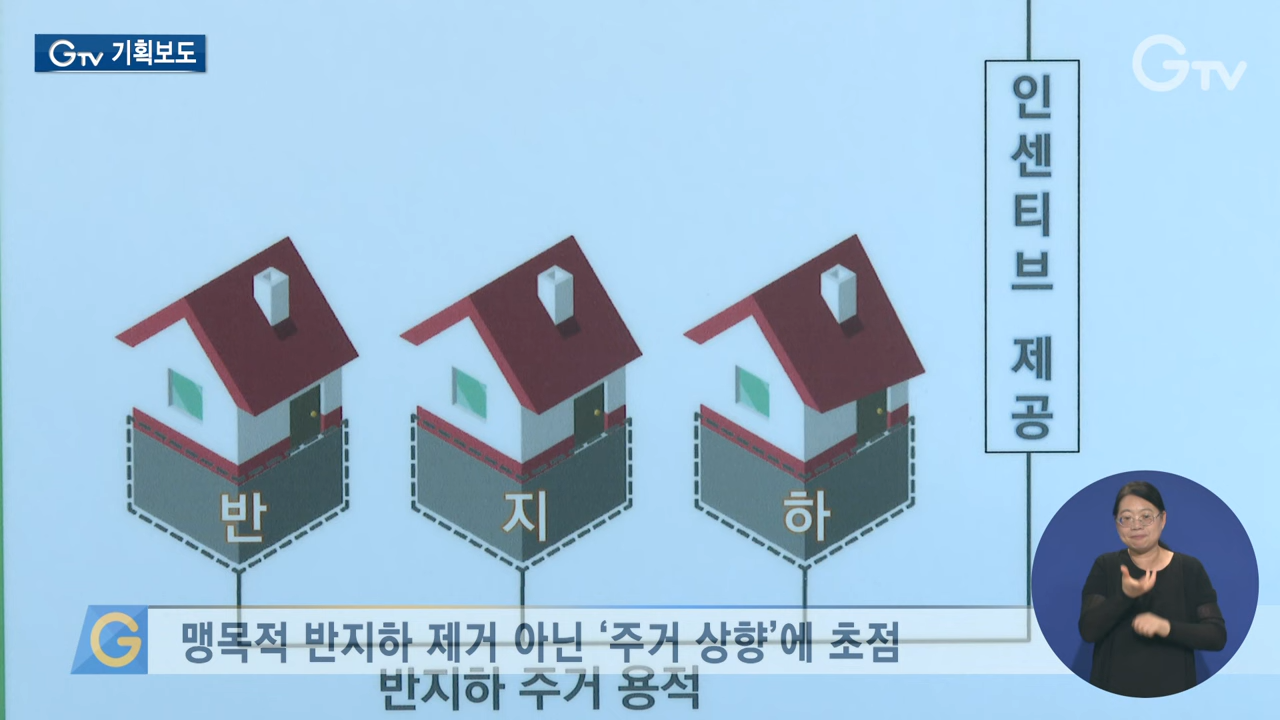 GTV 기획보도
GTV
인센티브 제공
반 지 하
G 맹목적 반지하 제거 아닌 ‘주거 상향’에 초점
반지하 주거 용적